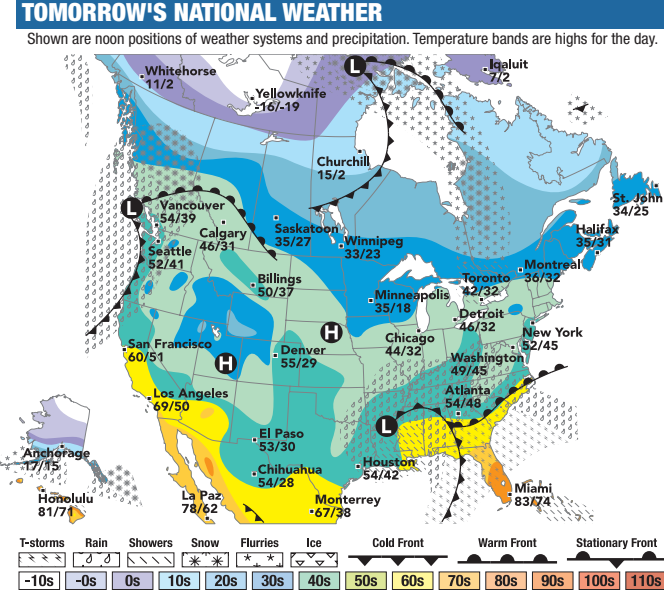 TOMORROW'S NATIONAL WEATHER
Shown are noon positions of weather systems and precipitation. Temperature bands are highs for the day.
L
Iqaluit
7/2
Whitehorse
11/2
Yellowknife
-16/-19
Churchill
15/2
St. John
34/25
L
Vancouver
54/39
Calgary
46/31
Saskatoon
35/27
Winnipeg
33/23
Halifax
35/31
Seattle
52/41
Montreal
36/32
Billings
50/37
Toronto
42/32
Minneapolis
35/18
Detroit
46/32
H
Chicago
44/32
New York
52/45
San Francisco
60/51
H
Denver
55/29
Washington
49/45
Los Angeles
69/50
Atlanta
54/48
L
El Paso
53/30
Anchorage
17/15
Chihuahua
54/28
Houston
54/42
Honolulu
81/71
La Paz
78/62
Monterrey
67/38
Miami
83/74
T-storms Rain Showers Snow Flurries Ice Cold Front Warm Front Stationary Front
-10s -0s 0s 10s 20s 30s 40s 50s 60s 70s 80s 90s 100s 110s